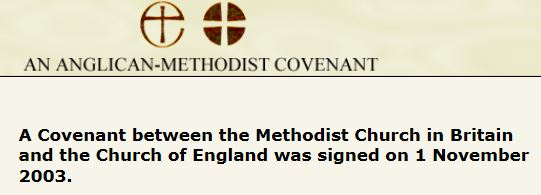 AN ANGLICAN-METHODIST COVENANT
A Covenant between the Methodist Church in Britain
and the Church of England was signed on 1 November
2003.